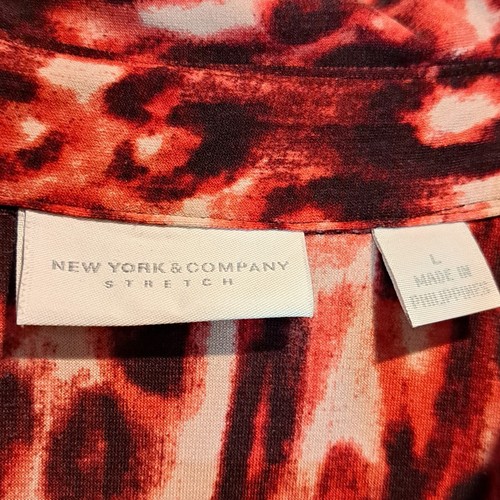 NEW YORK & COMPANY
STRETCH
L
MADE IN
PHILIPPINES